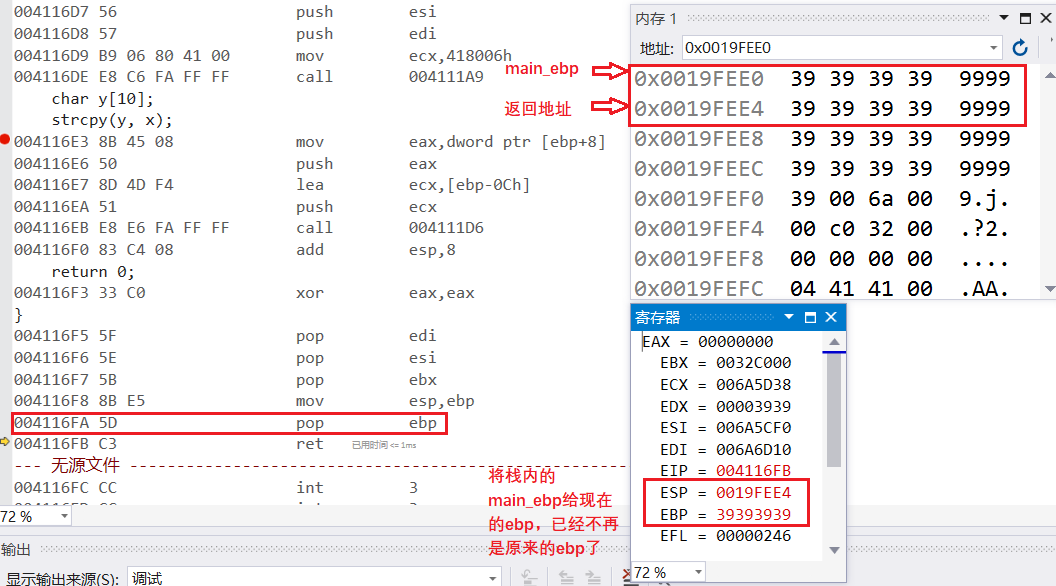 004116D7 56 push esi
004116D8 57 push edi
004116D9 B9 06 80 41 00 mov ecx,418006h
004116DE E8 C6 FA FF FF call 004111A9
char y[10];
strcpy(y, x);
004116E3 8B 45 08 mov eax,dword ptr [ebp+8]
004116E6 50 push eax
004116E7 8D 4D F4 lea ecx,[ebp-0Ch]
004116EA 51 push ecx
004116EB E8 E6 FA FF FF call 004111D6
004116F0 83 C4 08 add esp,8
return 0;
004116F3 33 C0 xor eax,eax
}
004116F5 5F pop edi
004116F6 5E pop esi
004116F7 5B pop ebx
004116F8 8B E5 mov esp,ebp
004116FA 5D pop ebp
004116FB C3 ret 已用时间 <= 1ms
--- 无源文件 ---
004116FC CC int 3
72 %
输出
显示输出来源(S): 调试
main_ebp
返回地址
内存 1
地址: 0x0019FEE0
0x0019FEE0 39 39 39 39 9999
0x0019FEE4 39 39 39 39 9999
0x0019FEE8 39 39 39 39 9999
0x0019FEEC 39 39 39 39 9999
0x0019FEF0 39 00 6a 00 9.j.
0x0019FEF4 00 c0 32 00 .?2.
0x0019FEF8 00 00 00 00 ....
0x0019FEFC 04 41 41 00 .AA.
寄存器
EAX = 00000000
EBX = 0032C000
ECX = 006A5D38
EDX = 00003939
ESI = 006A5CF0
EDI = 006A6D10
EIP = 004116FB
ESP = 0019FEE4
EBP = 39393939
EFL = 00000246
72 %
将栈内的
main_ebp给现在
的ebp，已经不再
是原来的ebp了